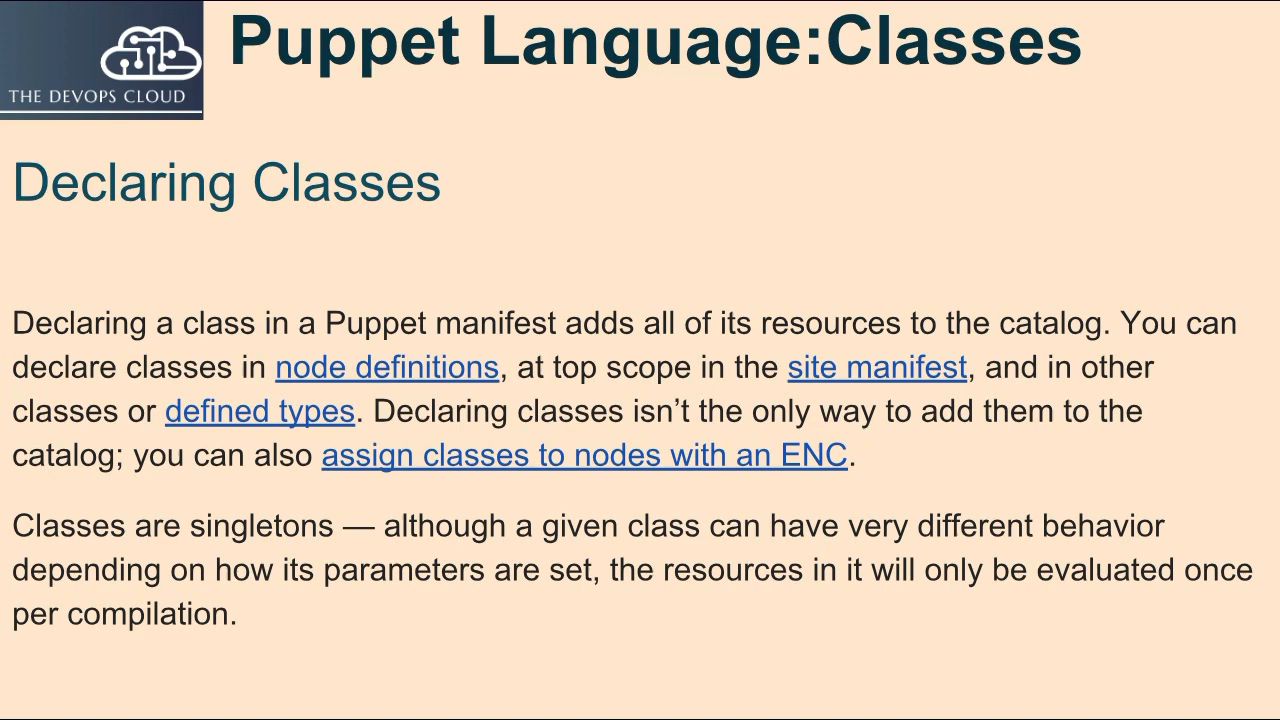 Puppet Language:Classes
THE DEVOPS CLOUD
Declaring Classes
Declaring a class in a Puppet manifest adds all of its resources to the catalog. You can
declare classes in node definitions, at top scope in the site manifest, and in other
classes or defined types. Declaring classes isn’t the only way to add them to the
catalog; you can also assign classes to nodes with an ENC.
Classes are singletons — although a given class can have very different behavior
depending on how its parameters are set, the resources in it will only be evaluated once
per compilation.